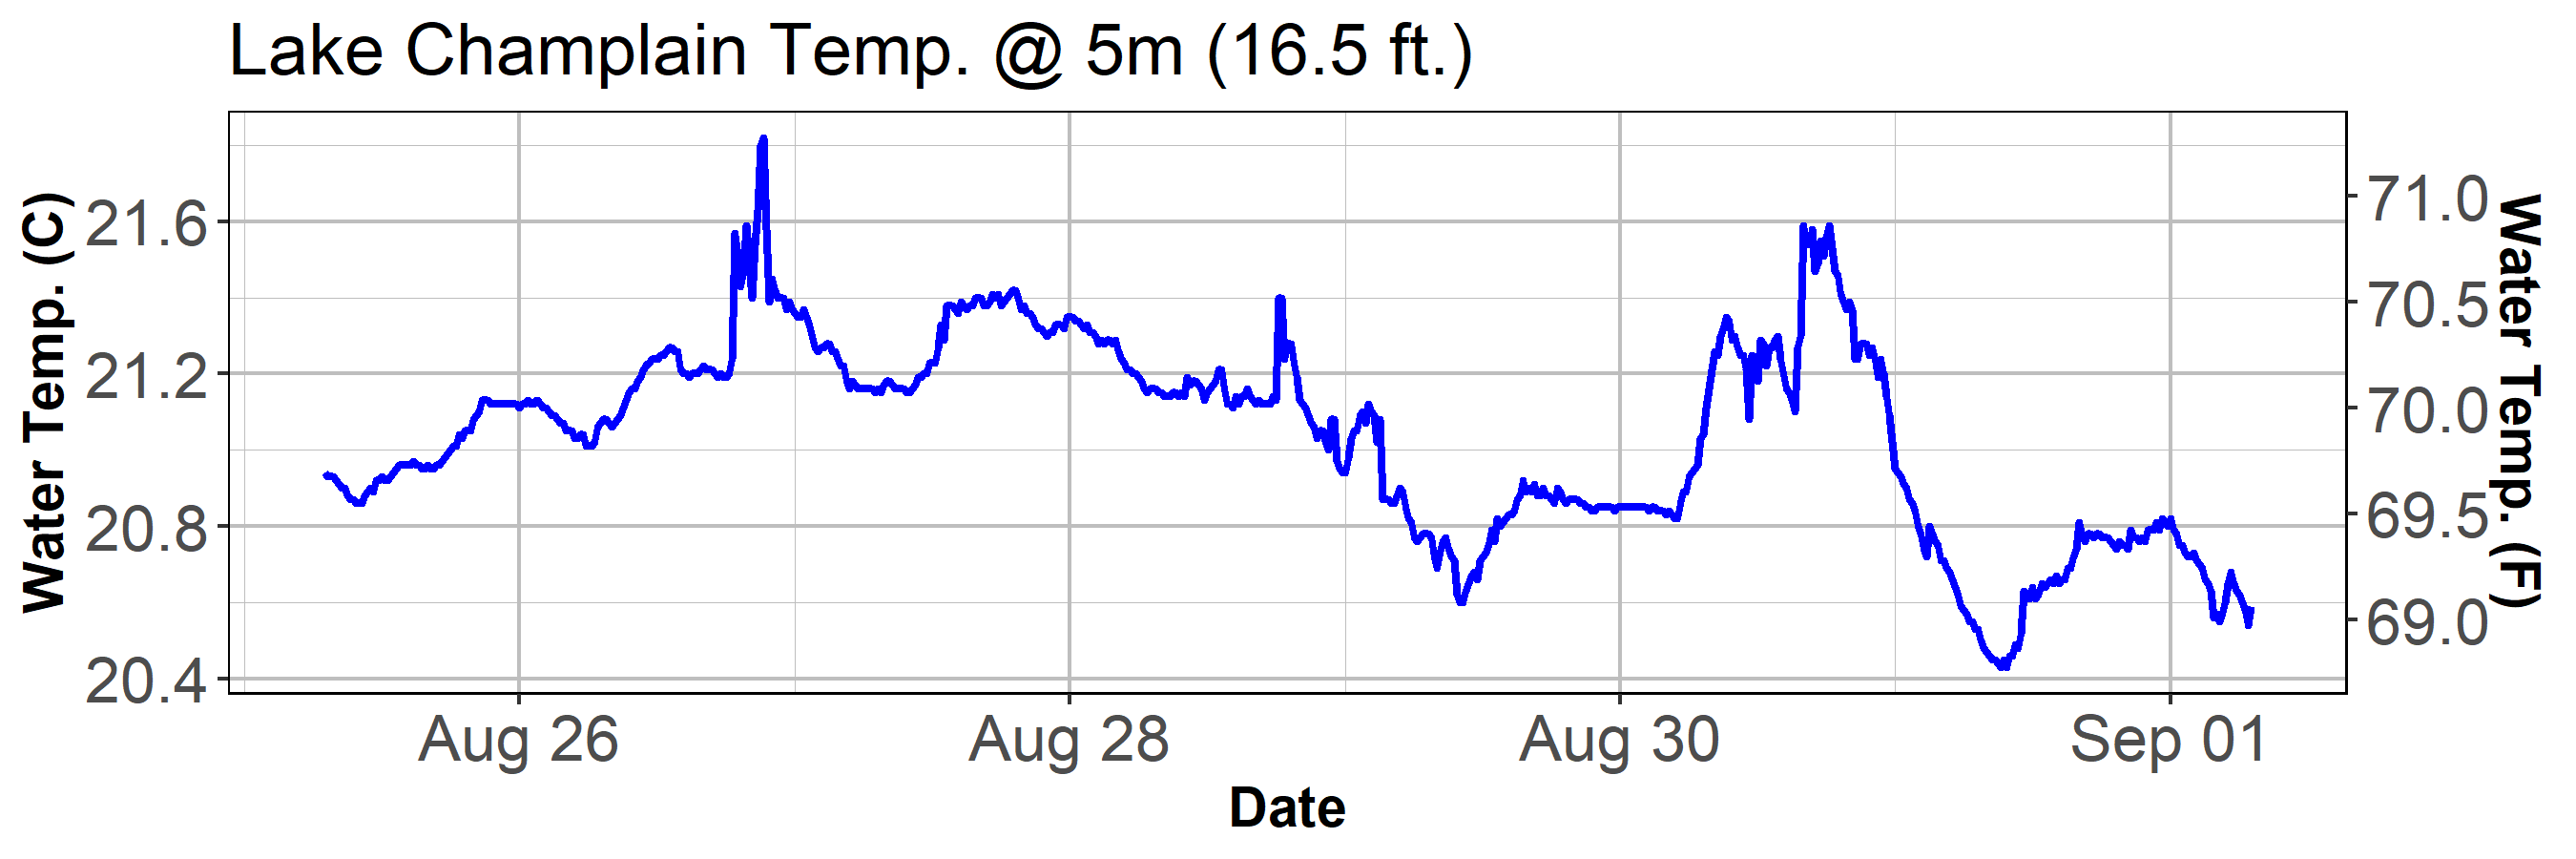 Lake Champlain Temp. @ 5m (16.5 ft.)
Water Temp. (C)
21.6
21.2
20.8
20.4
71.0
70.5
70.0
69.5
69.0
Water Temp. (F)
Aug 26 Aug 28 Aug 30 Sep 01
Date